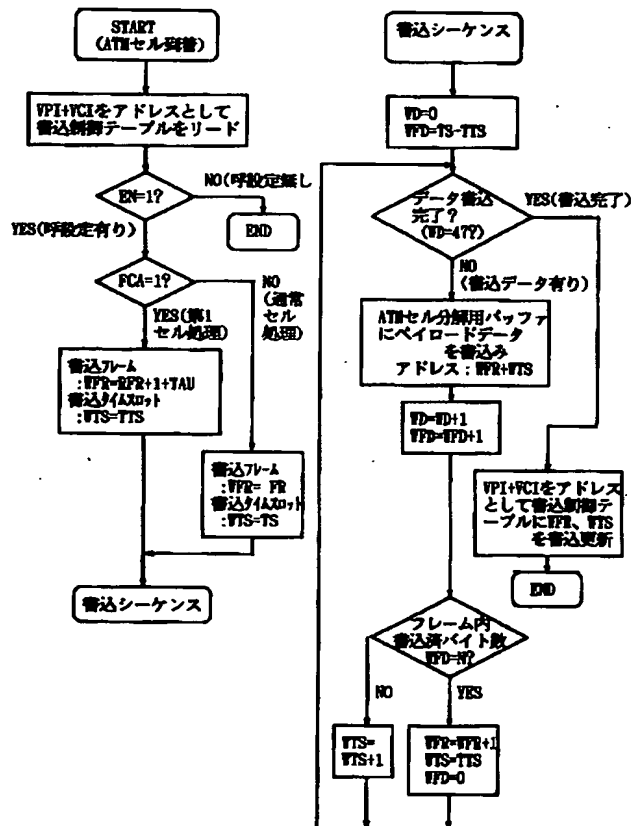 START
(ATMセル到着)
VPI+VCIをアドレスとして
書込制御テーブルをリード
EN=1?
NO(呼設定無し
END
YES(呼設定有り)
FCA=1?
NO
(通常
セル
処理)
YES(第1
セル処理)
書込フレーム
:WFR=RFR+1+TAU
書込タイムスロット
:WTS=TTS
書込フレーム
:WFR= FR
書込タイムスロット
:WTS=TS
書込シーケンス
書込シーケンス
WD=0
WFD=TS-TTS
データ書込
完了?
(WD=47?)
YES(書込完了)
NO
(書込データ有り)
ATMセル分解用バッファ
にペイロードデータ
を書込み
アドレス:WFR+WTS
WD=WD+1
WFD=WFD+1
VPI+VCIをアドレス
として書込制御テ
ーブルにWFR、WTS
を書込更新
END
フレーム内
書込済バイト数
WFD=N?
NO
YES
WTS=
WTS+1
WFR=WFR+1
WTS=TTS
WFD=0